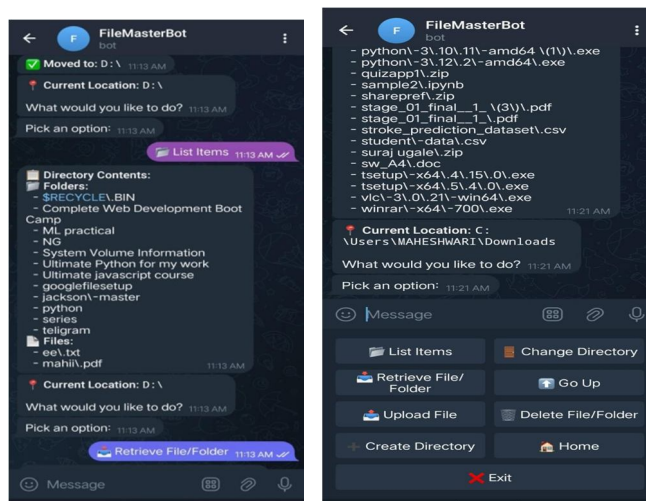 FileMasterBot
F
bot
✅ Moved to: D:\ 11:13 AM
📍 Current Location: D:\
What would you like to do? 11:13 AM
Pick an option: 11:13 AM
📂 List Items 11:13 AM
📋 Directory Contents:
📁 Folders:
- $RECYCLE\.BIN
- Complete Web Development Boot
Camp
- ML practical
- NG
- System Volume Information
- Ultimate Python for my work
- Ultimate javascript course
- googlefilesetup
- jackson\-master
- python
- series
- teligram
📄 Files:
- ee\.txt
- mahii\.pdf
11:13 AM
📍 Current Location: D:\
What would you like to do? 11:13 AM
Pick an option: 11:13 AM
📥 Retrieve File/Folder 11:13 AM
Message
FileMasterBot
F
bot
- python\-3\.10\.11\-
amd64 \(1\)\.exe
- python\-3\.12\.2\-amd64\.exe
- quizapp1\.zip
- sample2\.ipynb
- sharepref\.zip
- stage_01_final__1_ \(3\)\.pdf
- stage_01_final__1_\.pdf
- stroke_prediction_
dataset\.csv
- student\-data\.csv
- suraj ugale\.zip
- sw_A4\.doc
- tsetup\-x64\.4\.15\.0\.exe
- tsetup\-x64\.5\.4\.0\.exe
- vlc\-3\.0\.21\-win64\.exe
- winrar\-x64\-700\.exe
11:21 AM
📍 Current Location: C:
\Users\MAHESHWARI\Downloads
What would you like to do? 11:21 AM
Pick an option: 11:21 AM
Message
📂 List Items
🚪 Change Directory
📥 Retrieve File/
Folder
⬆️ Go Up
📤 Upload File
🗑️ Delete File/Folder
➕ Create Directory
🏠 Home
❌ Exit